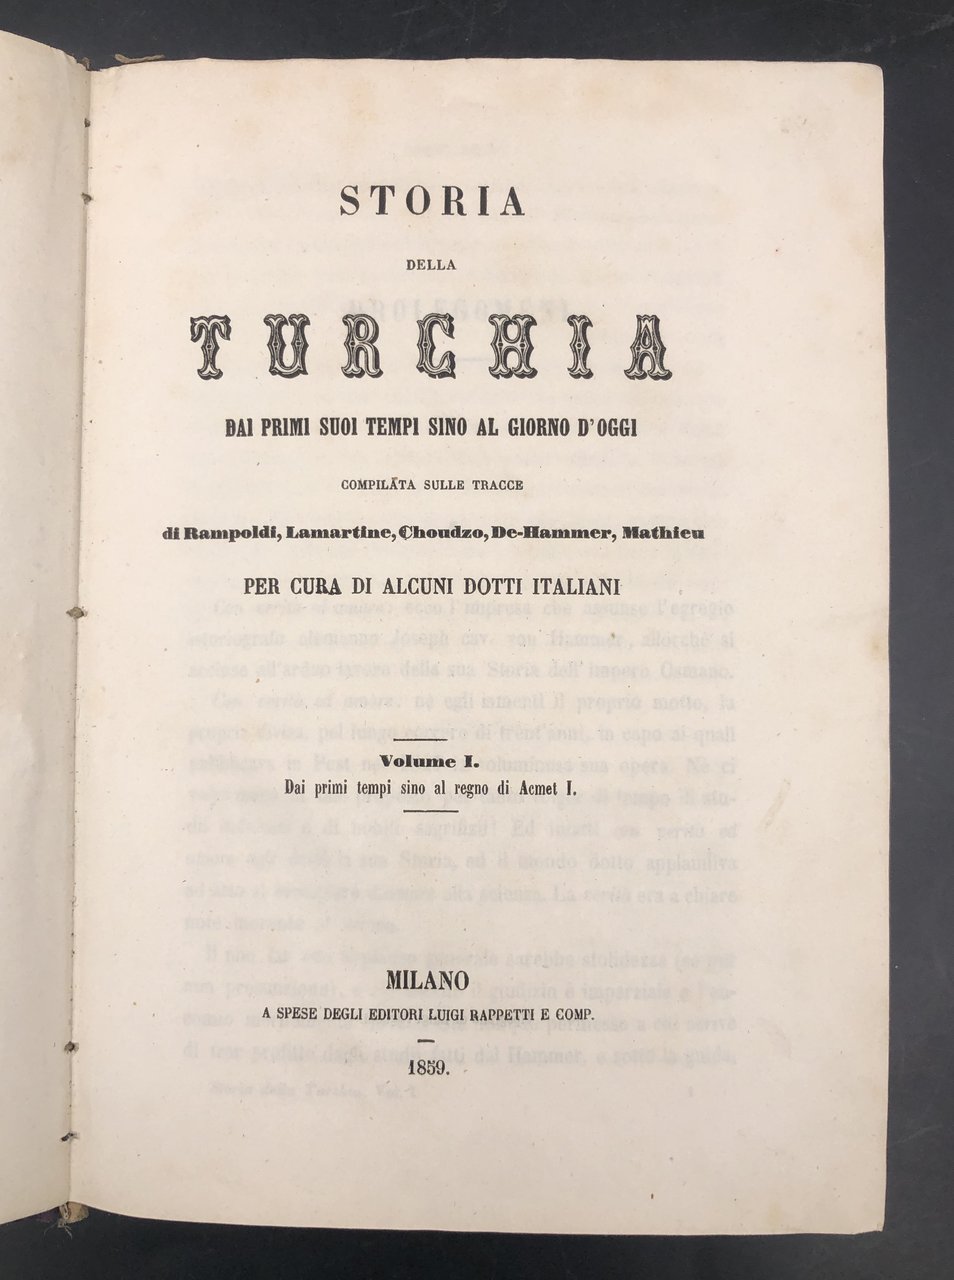 STORIA
DELLA
TURCHIA
DAI PRIMI SUOI TEMPI SINO AL GIORNO D'OGGI
COMPILATA SULLE TRACCE
di Rampoldi, Lamartine, Choudzo, De-Hammer, Mathieu
PER CURA DI ALCUNI DOTTI ITALIANI
Volume I.
Dai primi tempi sino al regno di Acmet I.
MILANO
A SPESE DEGLI EDITORI LUIGI RAPPETTI E COMP.
1859.